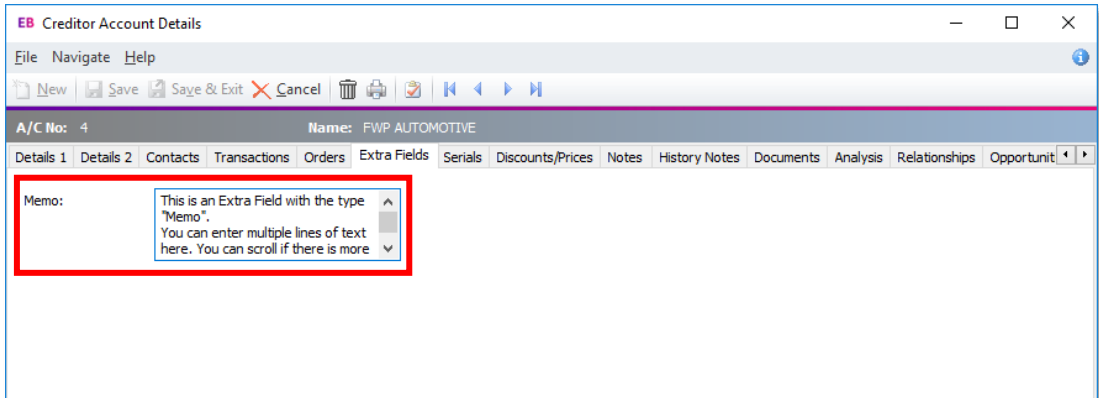 EB Creditor Account Details
File Navigate Help
New Save Save & Exit Cancel
A/C No: 4 Name: FWP AUTOMOTIVE
Details 1 Details 2 Contacts Transactions Orders Extra Fields Serials Discounts/Prices Notes History Notes Documents Analysis Relationships Opportunit
Memo:
This is an Extra Field with the type
"Memo".
You can enter multiple lines of text
here. You can scroll if there is more